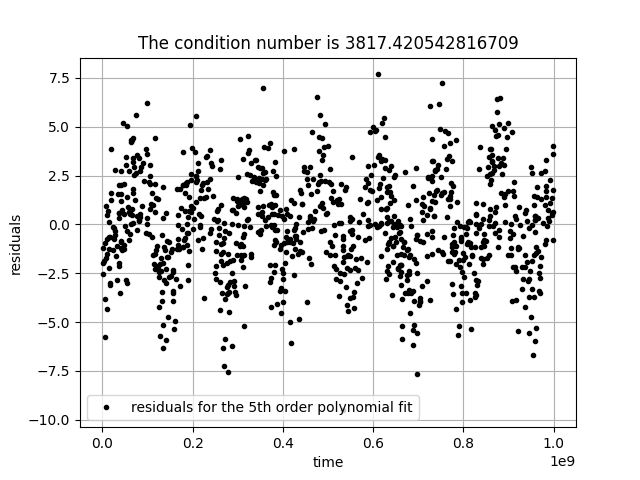 The condition number is 3817.420542816709
7.5
5.0
2.5
0.0
−2.5
−5.0
−7.5
−10.0
residuals
residuals for the 5th order polynomial fit
0.0 0.2 0.4 0.6 0.8 1.0
time
1e9